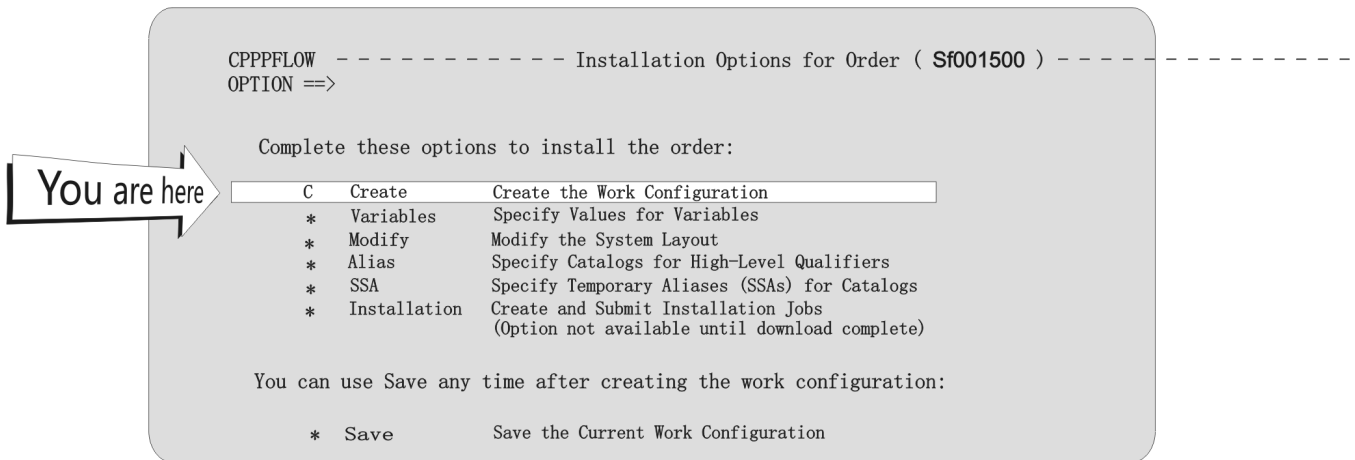 CPPPFLOW - - - - - - - - - - - - Installation Options for Order ( Sf001500 ) - - - - - - - - - - - - - - - - -
OPTION ==>
Complete these options to install the order:
You are here
C Create Create the Work Configuration
* Variables Specify Values for Variables
* Modify Modify the System Layout
* Alias Specify Catalogs for High-Level Qualifiers
* SSA Specify Temporary Aliases (SSAs) for Catalogs
* Installation Create and Submit Installation Jobs
(Option not available until download complete)
You can use Save any time after creating the work configuration:
* Save Save the Current Work Configuration